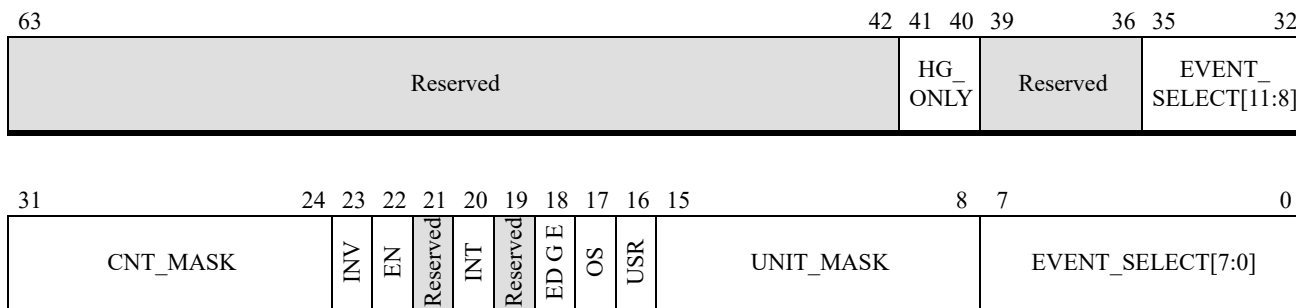 63 42 41 40 39 36 35 32
Reserved HG_ Reserved EVENT_
ONLY SELECT[11:8]
31 24 23 22 21 20 19 18 17 16 15 8 7 0
CNT_MASK INV EN Reserved INT Reserved EDGE OS USR UNIT_MASK EVENT_SELECT[7:0]